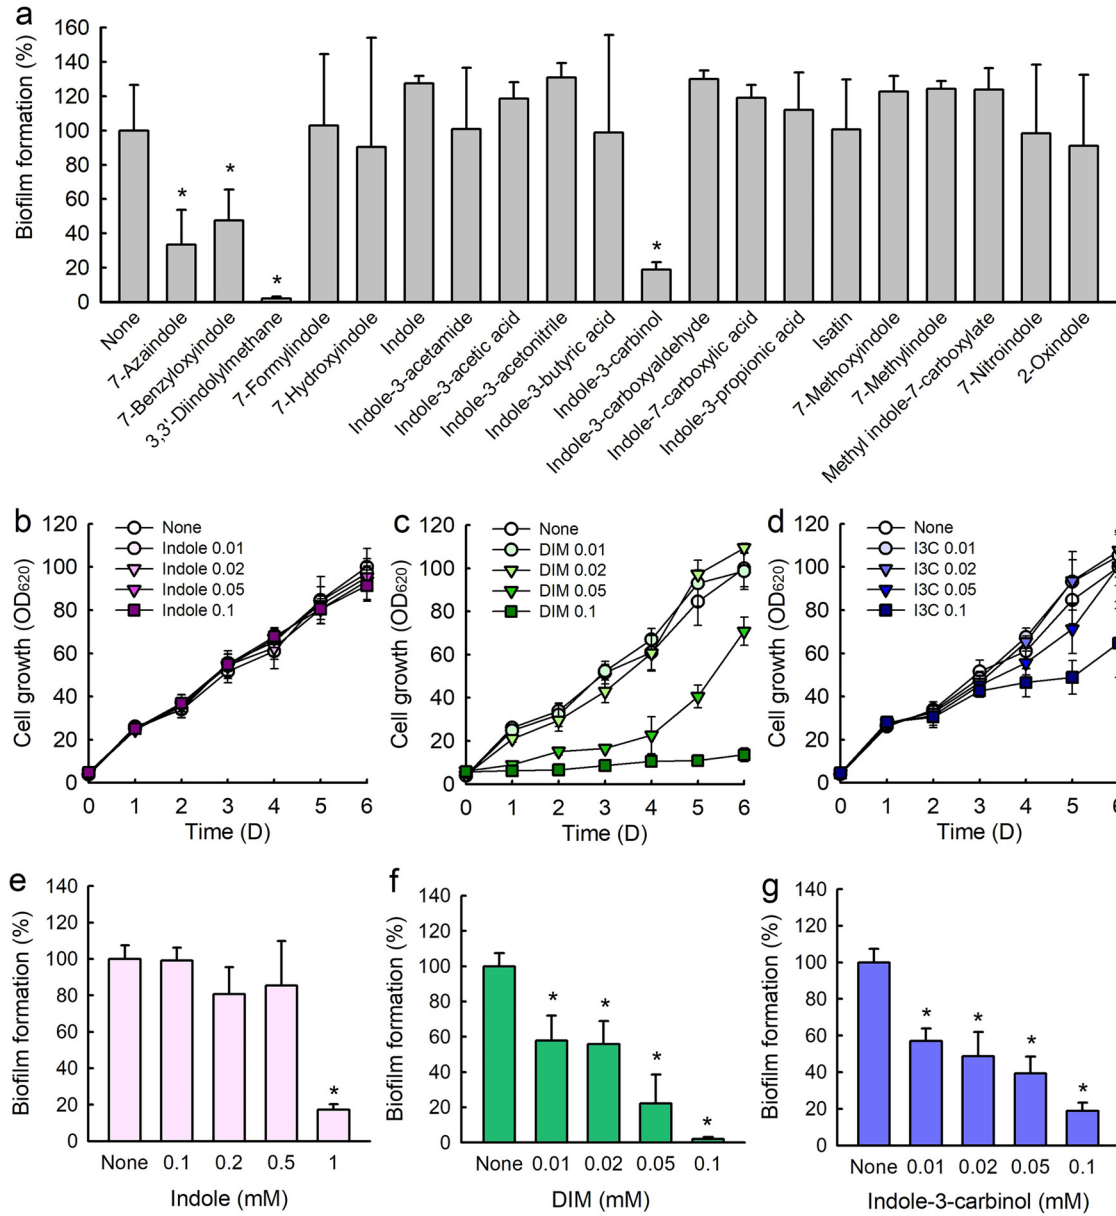 a
Biofilm formation (%)
160
140
120
100
80
60
40
20
0
* * * *
None
7-Azaindole
7-Benzyloxyindole
3,3'-Diindolylmethane
7-Formylindole
7-Hydroxyindole
Indole
Indole-3-acetamide
Indole-3-acetic acid
Indole-3-acetonitrile
Indole-3-butyric acid
Indole-3-carbinol
Indole-3-carboxyaldehyde
Indole-7-carboxylic acid
Indole-3-propionic acid
Isatin
7-Methoxyindole
7-Methylindole
Methyl indole-7-carboxylate
7-Nitroindole
2-Oxindole
b
Cell growth (OD620)
120
100
80
60
40
20
0
None
Indole 0.01
Indole 0.02
Indole 0.05
Indole 0.1
0 1 2 3 4 5 6
Time (D)
c
Cell growth (OD620)
120
100
80
60
40
20
0
None
DIM 0.01
DIM 0.02
DIM 0.05
DIM 0.1
0 1 2 3 4 5 6
Time (D)
d
Cell growth (OD620)
120
100
80
60
40
20
0
None
I3C 0.01
I3C 0.02
I3C 0.05
I3C 0.1
0 1 2 3 4 5 6
Time (D)
e
Biofilm formation (%)
140
120
100
80
60
40
20
0
*
None 0.1 0.2 0.5 1
Indole (mM)
f
Biofilm formation (%)
140
120
100
80
60
40
20
0
* * * *
None 0.01 0.02 0.05 0.1
DIM (mM)
g
Biofilm formation (%)
140
120
100
80
60
40
20
0
* * * *
None 0.01 0.02 0.05 0.1
Indole-3-carbinol (mM)